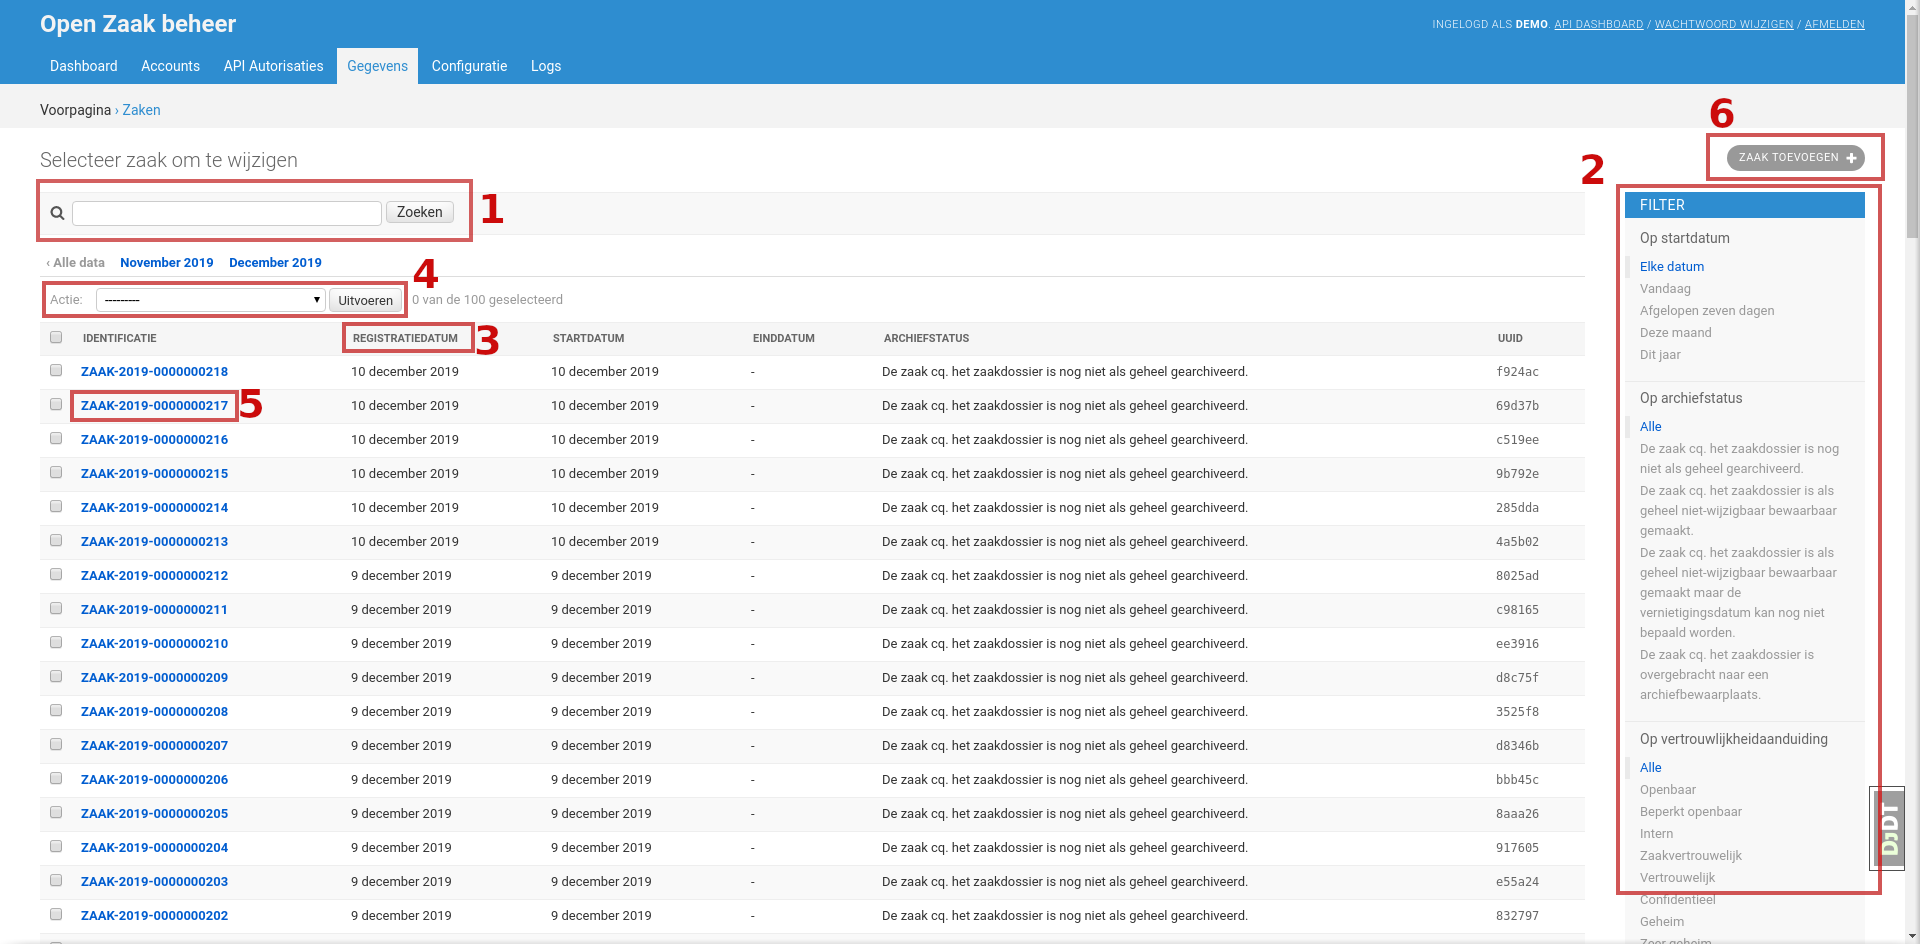 Open Zaak beheer
INGELOGD ALS DEMO. API DASHBOARD / WACHTWOORD WIJZIGEN / AFMELDEN
Dashboard Accounts API Autorisaties Gegevens Configuratie Logs
Voorpagina › Zaken
6
Selecteer zaak om te wijzigen
ZAAK TOEVOEGEN
2
Zoeken
1
‹ Alle data November 2019 December 2019
4
Actie: --------- Uitvoeren 0 van de 100 geselecteerd
IDENTIFICATIE REGISTRATIEDATUM STARTDATUM EINDDATUM ARCHIEFSTATUS UUID
3
ZAAK-2019-0000000218 10 december 2019 10 december 2019 - De zaak cq. het zaakdossier is nog niet als geheel gearchiveerd. f924ac
ZAAK-2019-0000000217 10 december 2019 10 december 2019 - De zaak cq. het zaakdossier is nog niet als geheel gearchiveerd. 69d37b
5
ZAAK-2019-0000000216 10 december 2019 10 december 2019 - De zaak cq. het zaakdossier is nog niet als geheel gearchiveerd. c519ee
ZAAK-2019-0000000215 10 december 2019 10 december 2019 - De zaak cq. het zaakdossier is nog niet als geheel gearchiveerd. 9b792e
ZAAK-2019-0000000214 10 december 2019 10 december 2019 - De zaak cq. het zaakdossier is nog niet als geheel gearchiveerd. 285dda
ZAAK-2019-0000000213 10 december 2019 10 december 2019 - De zaak cq. het zaakdossier is nog niet als geheel gearchiveerd. 4a5b02
ZAAK-2019-0000000212 9 december 2019 9 december 2019 - De zaak cq. het zaakdossier is nog niet als geheel gearchiveerd. 8025ad
ZAAK-2019-0000000211 9 december 2019 9 december 2019 - De zaak cq. het zaakdossier is nog niet als geheel gearchiveerd. c98165
ZAAK-2019-0000000210 9 december 2019 9 december 2019 - De zaak cq. het zaakdossier is nog niet als geheel gearchiveerd. ee3916
ZAAK-2019-0000000209 9 december 2019 9 december 2019 - De zaak cq. het zaakdossier is nog niet als geheel gearchiveerd. d8c75f
ZAAK-2019-0000000208 9 december 2019 9 december 2019 - De zaak cq. het zaakdossier is nog niet als geheel gearchiveerd. 3525f8
ZAAK-2019-0000000207 9 december 2019 9 december 2019 - De zaak cq. het zaakdossier is nog niet als geheel gearchiveerd. d8346b
ZAAK-2019-0000000206 9 december 2019 9 december 2019 - De zaak cq. het zaakdossier is nog niet als geheel gearchiveerd. bbb45c
ZAAK-2019-0000000205 9 december 2019 9 december 2019 - De zaak cq. het zaakdossier is nog niet als geheel gearchiveerd. 8aaa26
ZAAK-2019-0000000204 9 december 2019 9 december 2019 - De zaak cq. het zaakdossier is nog niet als geheel gearchiveerd. 917605
ZAAK-2019-0000000203 9 december 2019 9 december 2019 - De zaak cq. het zaakdossier is nog niet als geheel gearchiveerd. e55a24
ZAAK-2019-0000000202 9 december 2019 9 december 2019 - De zaak cq. het zaakdossier is nog niet als geheel gearchiveerd. 832797
FILTER
Op startdatum
Elke datum
Vandaag
Afgelopen zeven dagen
Deze maand
Dit jaar
Op archiefstatus
Alle
De zaak cq. het zaakdossier is nog
niet als geheel gearchiveerd.
De zaak cq. het zaakdossier is als
geheel niet-wijzigbaar bewaarbaar
gemaakt.
De zaak cq. het zaakdossier is als
geheel niet-wijzigbaar bewaarbaar
gemaakt maar de
vernietigingsdatum kan nog niet
bepaald worden.
De zaak cq. het zaakdossier is
overgebracht naar een
archiefbewaarplaats.
Op vertrouwlijkheidaanduiding
Alle
Openbaar
Beperkt openbaar
Intern
Zaakvertrouwelijk
Vertrouwelijk
Confidentieel
Geheim
Zeer geheim
DjDT